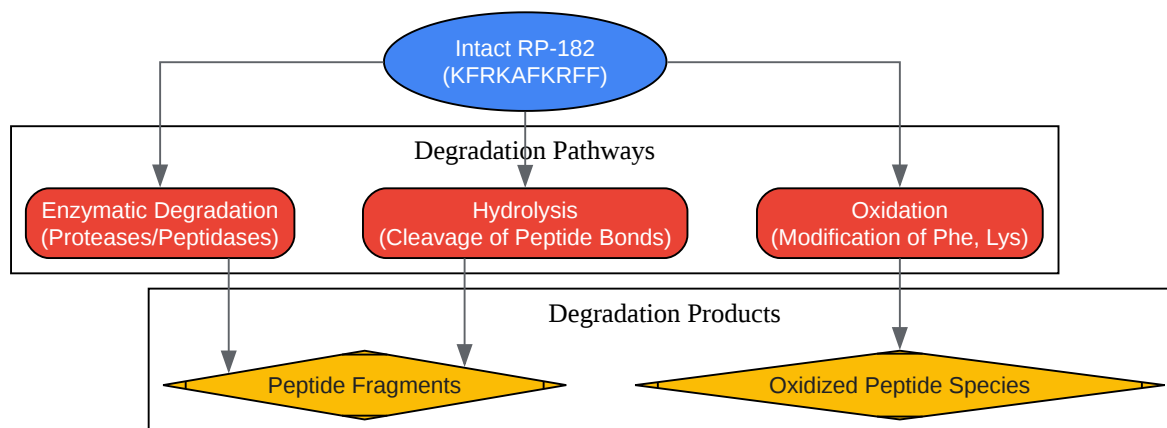 Intact RP-182
(KFRKAFKRFF)
Degradation Pathways
Enzymatic Degradation
(Proteases/Peptidases)
Hydrolysis
(Cleavage of Peptide Bonds)
Oxidation
(Modification of Phe, Lys)
Degradation Products
Peptide Fragments
Oxidized Peptide Species